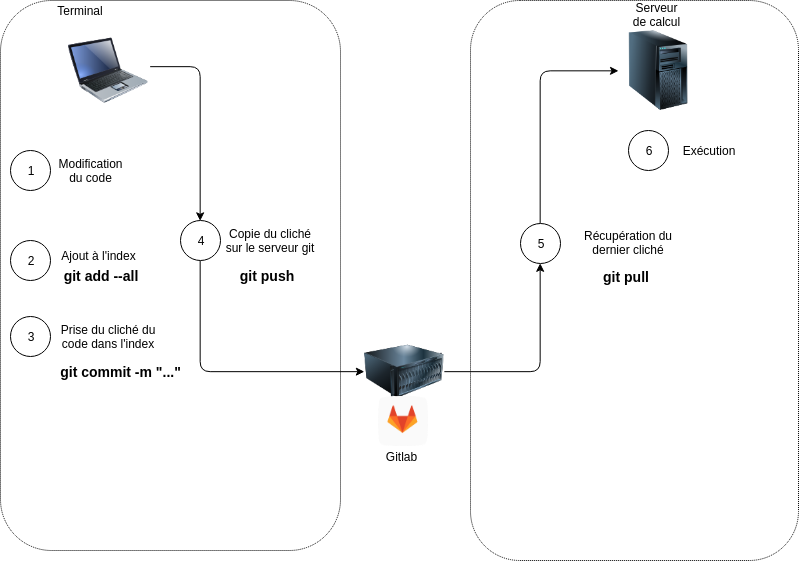 Terminal
1
Modification
du code
2
Ajout à l'index
git add --all
3
Prise du cliché du
code dans l'index
git commit -m "..."
4
Copie du cliché
sur le serveur git
git push
Gitlab
5
Récupération du
dernier cliché
git pull
Serveur
de calcul
6
Exécution